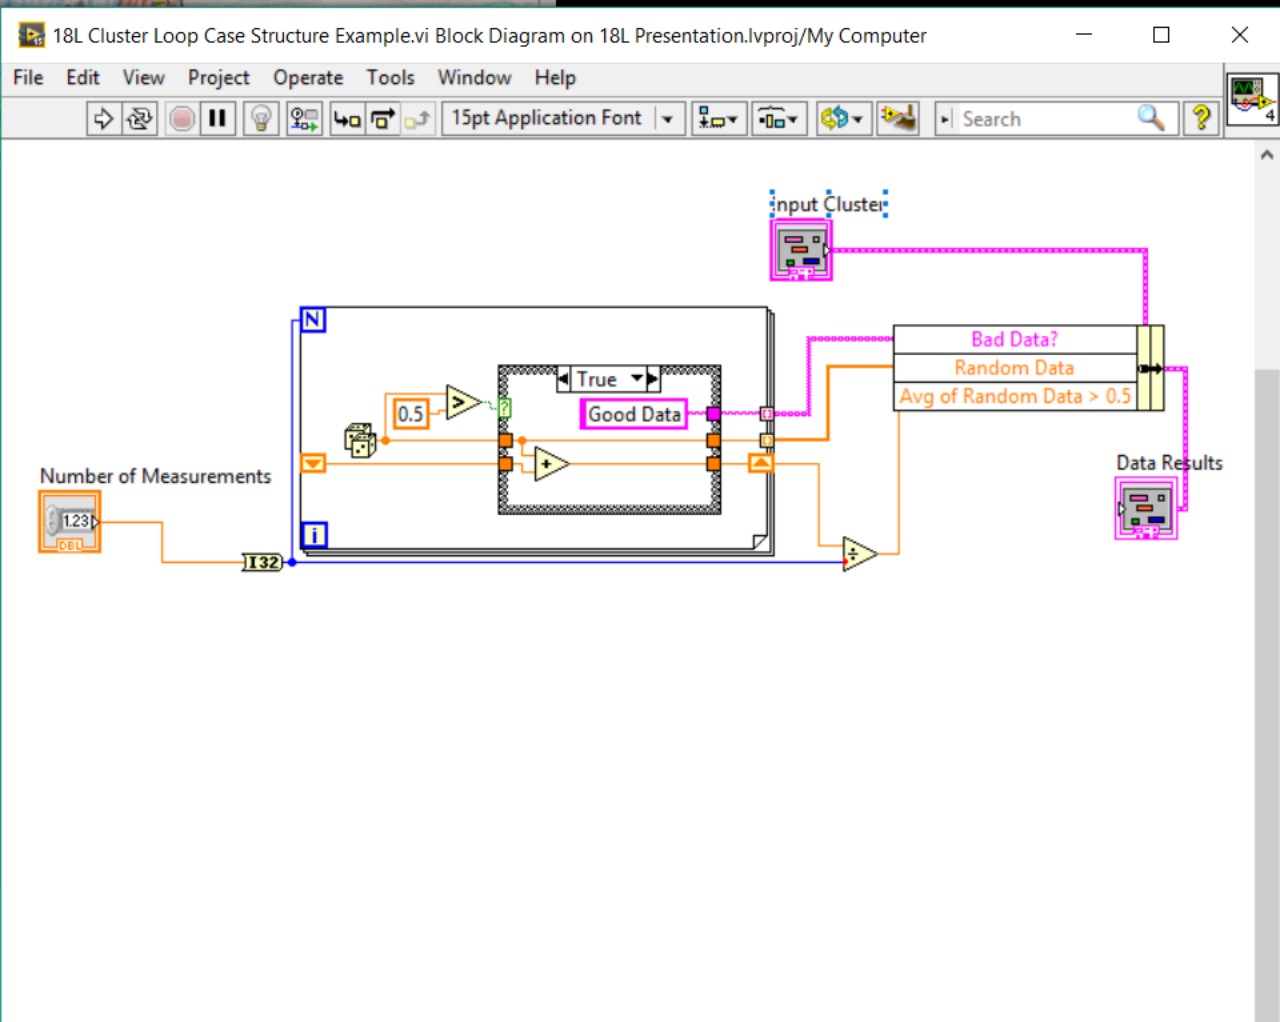 18L Cluster Loop Case Structure Example.vi Block Diagram on 18L Presentation.lvproj/My Computer
File Edit View Project Operate Tools Window Help
15pt Application Font
Search
?
4
Input Cluster
N
Bad Data?
True
Random Data
0.5
>
?
Good Data
Avg of Random Data > 0.5
+
Number of Measurements
Data Results
1.23
DBL
i
I32
÷